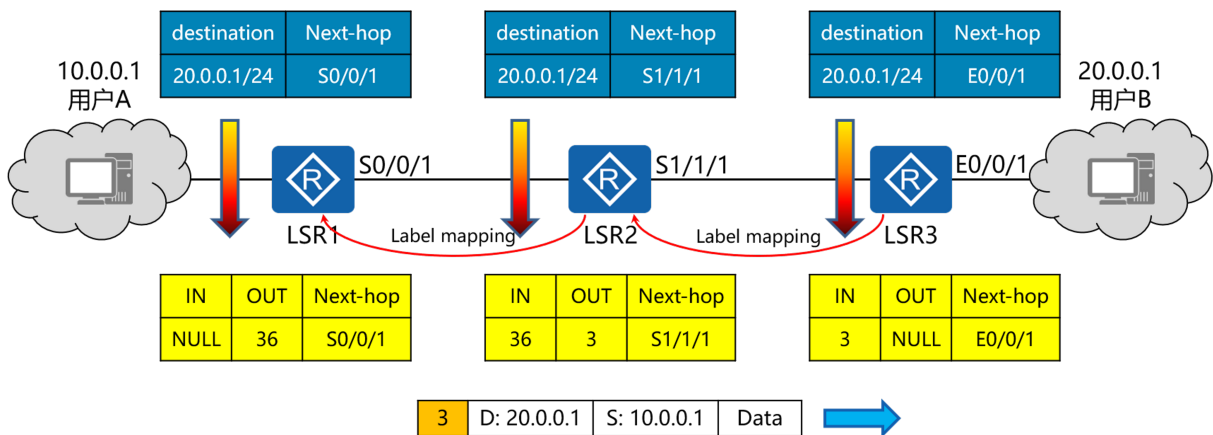 destination Next-hop
20.0.0.1/24 S0/0/1
destination Next-hop
20.0.0.1/24 S1/1/1
destination Next-hop
20.0.0.1/24 E0/0/1
10.0.0.1
用户A
20.0.0.1
用户B
R
S0/0/1
R
S1/1/1
R
E0/0/1
LSR1
Label mapping
LSR2
Label mapping
LSR3
IN OUT Next-hop
NULL 36 S0/0/1
IN OUT Next-hop
36 3 S1/1/1
IN OUT Next-hop
3 NULL E0/0/1
3 D: 20.0.0.1 S: 10.0.0.1 Data